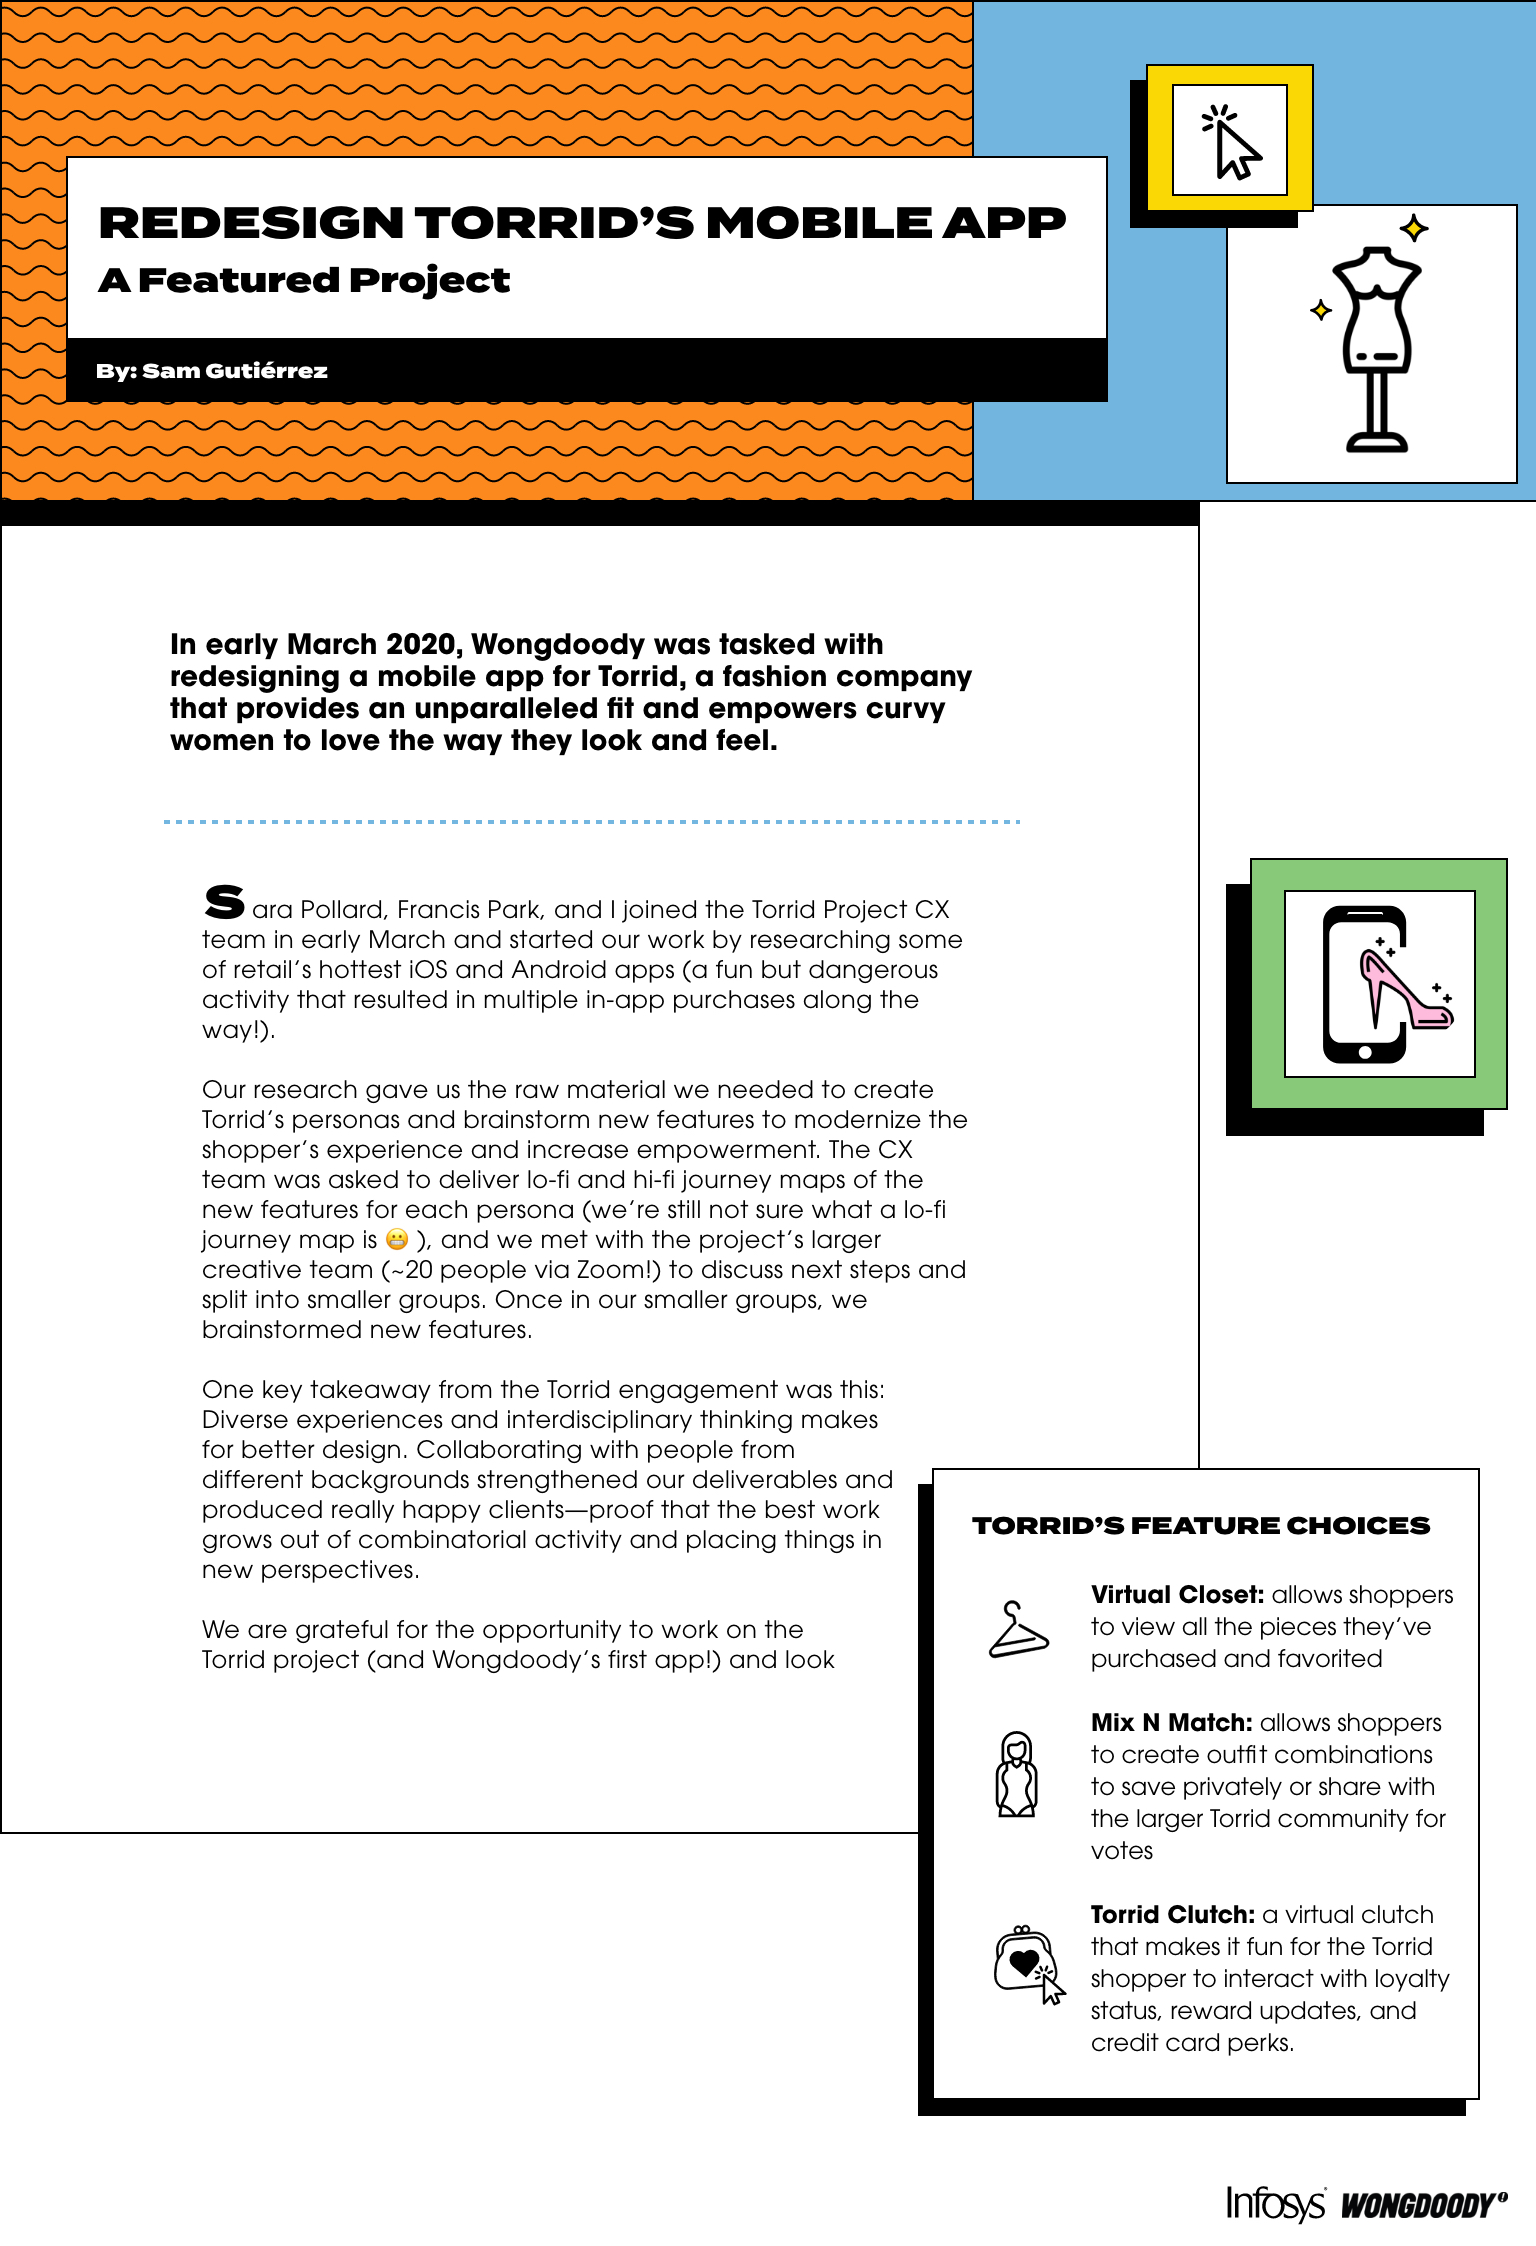 REDESIGN TORRID’S MOBILE APP
A Featured Project
By: Sam Gutiérrez
In early March 2020, Wongdoody was tasked with
redesigning a mobile app for Torrid, a fashion company
that provides an unparalleled fit and empowers curvy
women to love the way they look and feel.
Sara Pollard, Francis Park, and I joined the Torrid Project CX
team in early March and started our work by researching some
of retail’s hottest iOS and Android apps (a fun but dangerous
activity that resulted in multiple in-app purchases along the
way!).
Our research gave us the raw material we needed to create
Torrid’s personas and brainstorm new features to modernize the
shopper’s experience and increase empowerment. The CX
team was asked to deliver lo-fi and hi-fi journey maps of the
new features for each persona (we’re still not sure what a lo-fi
journey map is 😬 ), and we met with the project’s larger
creative team (~20 people via Zoom!) to discuss next steps and
split into smaller groups. Once in our smaller groups, we
brainstormed new features.
One key takeaway from the Torrid engagement was this:
Diverse experiences and interdisciplinary thinking makes
for better design. Collaborating with people from
different backgrounds strengthened our deliverables and
produced really happy clients—proof that the best work
grows out of combinatorial activity and placing things in
new perspectives.
We are grateful for the opportunity to work on the
Torrid project (and Wongdoody’s first app!) and look
TORRID’S FEATURE CHOICES
Virtual Closet: allows shoppers
to view all the pieces they’ve
purchased and favorited
Mix N Match: allows shoppers
to create outfit combinations
to save privately or share with
the larger Torrid community for
votes
Torrid Clutch: a virtual clutch
that makes it fun for the Torrid
shopper to interact with loyalty
status, reward updates, and
credit card perks.
Infosys WONGDOODY